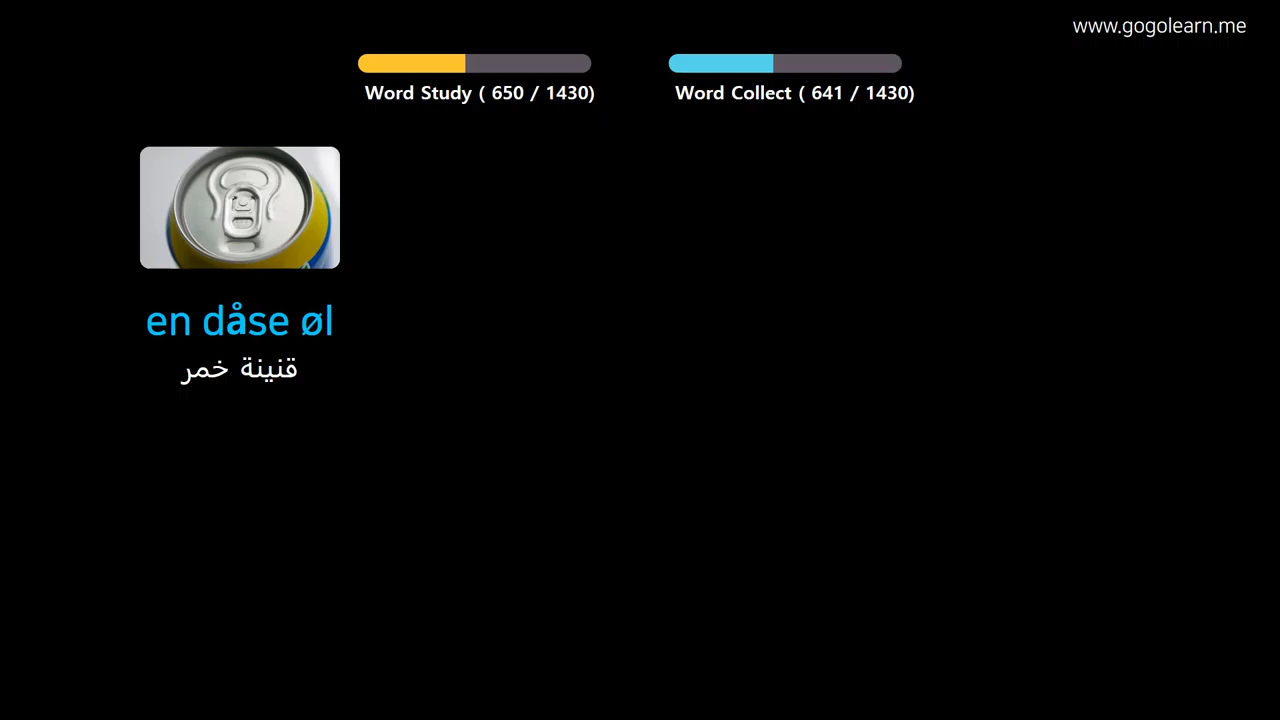 www.gogolearn.me
Word Study ( 650 / 1430)
Word Collect ( 641 / 1430)
en dåse øl
قنينة خمر